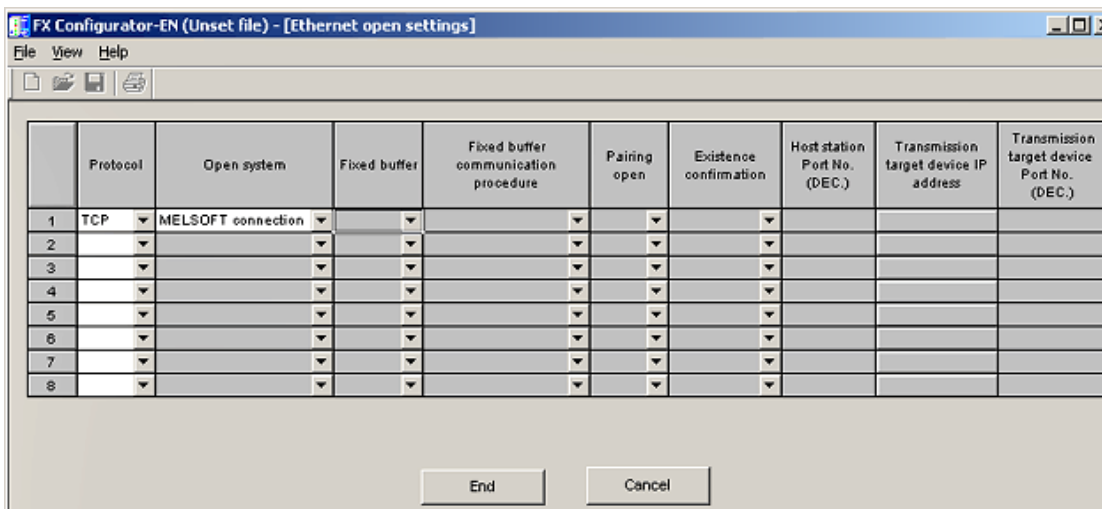 FX Configurator-EN (Unset file) - [Ethernet open settings]
File View Help
Protocol
Open system
Fixed buffer
Fixed buffer
communication
procedure
Pairing
open
Existence
confirmation
Host station
Port No.
(DEC.)
Transmission
target device IP
address
Transmission
target device
Port No.
(DEC.)
1 TCP MELSOFT connection
2
3
4
5
6
7
8
End Cancel